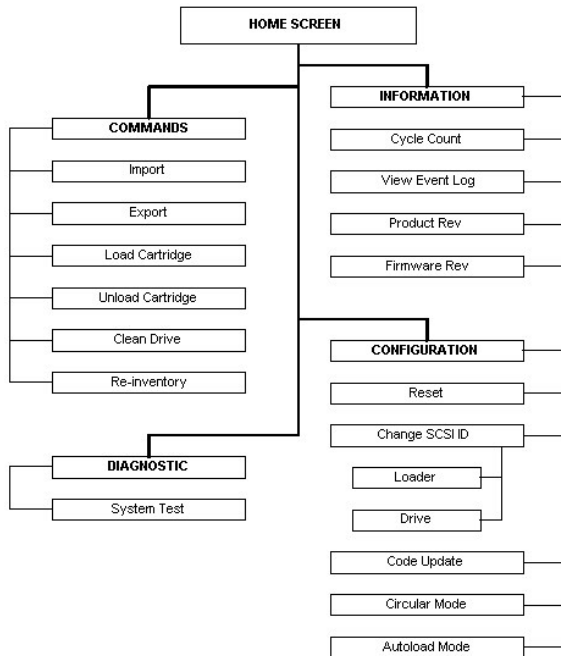 HOME SCREEN
COMMANDS
Import
Export
Load Cartridge
Unload Cartridge
Clean Drive
Re-inventory
DIAGNOSTIC
System Test
INFORMATION
Cycle Count
View Event Log
Product Rev
Firmware Rev
CONFIGURATION
Reset
Change SCSI ID
Loader
Drive
Code Update
Circular Mode
Autoload Mode